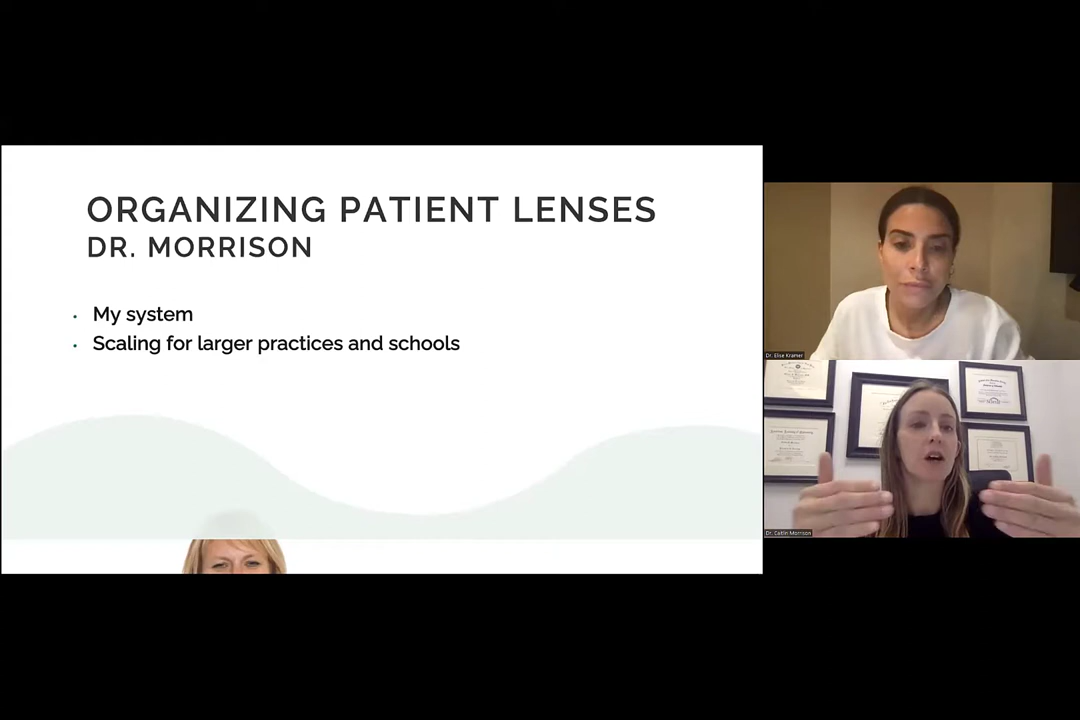 ORGANIZING PATIENT LENSES
DR. MORRISON
• My system
• Scaling for larger practices and schools
Dr. Elise Kramer
Dr. Caitlin Morrison